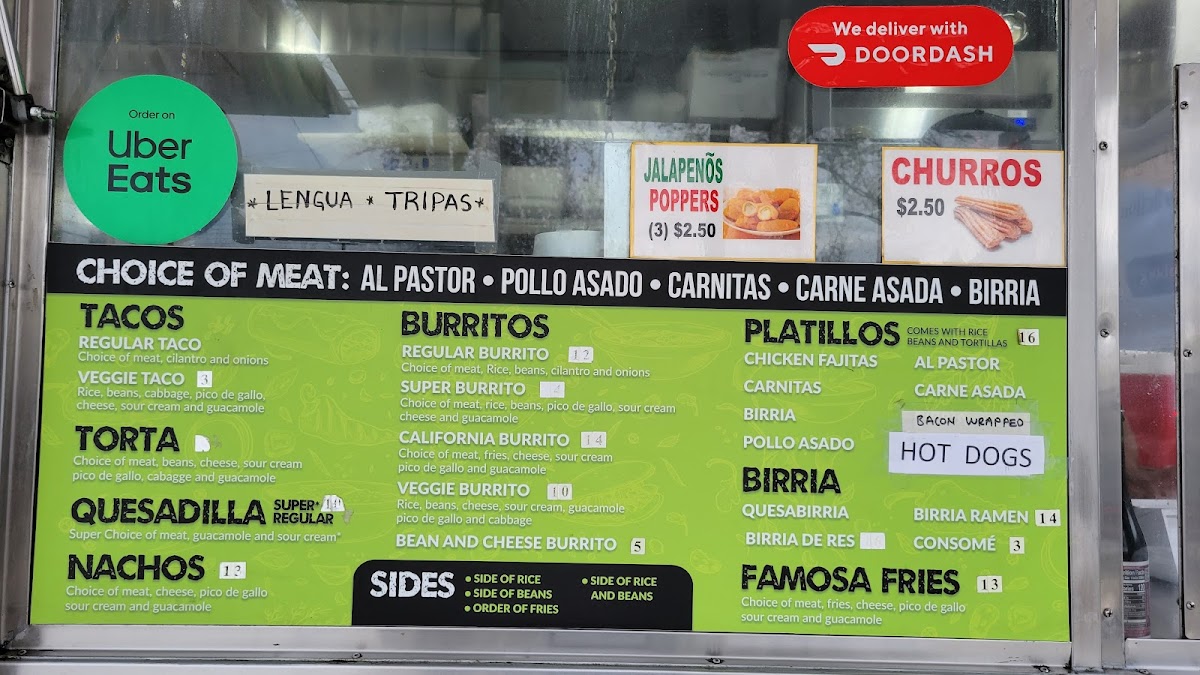 We deliver with
DOORDASH
Order on
Uber
Eats
* LENGUA * TRIPAS *
JALAPENÕS
POPPERS
(3) $2.50
CHURROS
$2.50
CHOICE OF MEAT: AL PASTOR • POLLO ASADO • CARNITAS • CARNE ASADA • BIRRIA
TACOS
REGULAR TACO
Choice of meat, cilantro and onions
VEGGIE TACO 3
Rice, beans, cabbage, pico de gallo,
cheese, sour cream and guacamole
TORTA
Choice of meat, beans, cheese, sour cream
pico de gallo, cabagge and guacamole
QUESADILLA SUPER*
REGULAR
Super Choice of meat, guacamole and sour cream*
NACHOS
Choice of meat, cheese, pico de gallo
sour cream and guacamole
BURRITOS
REGULAR BURRITO 12
Choice of meat, Rice, beans, cilantro and onions
SUPER BURRITO
Choice of meat, rice, beans, pico de gallo, sour cream
cheese and guacamole
CALIFORNIA BURRITO 14
Choice of meat, fries, cheese, sour cream
pico de gallo and guacamole
VEGGIE BURRITO 10
Rice, beans, cheese, sour cream, guacamole
pico de gallo and cabbage
BEAN AND CHEESE BURRITO 5
SIDES
• SIDE OF RICE
• SIDE OF BEANS
• ORDER OF FRIES
• SIDE OF RICE
AND BEANS
PLATILLOS COMES WITH RICE
BEANS AND TORTILLAS 16
CHICKEN FAJITAS
CARNITAS
BIRRIA
POLLO ASADO
AL PASTOR
CARNE ASADA
BACON WRAPPED
HOT DOGS
BIRRIA
QUESABIRRIA
BIRRIA DE RES
BIRRIA RAMEN 14
CONSOMÉ 3
FAMOSA FRIES 13
Choice of meat, fries, cheese, pico de gallo
sour cream and guacamole